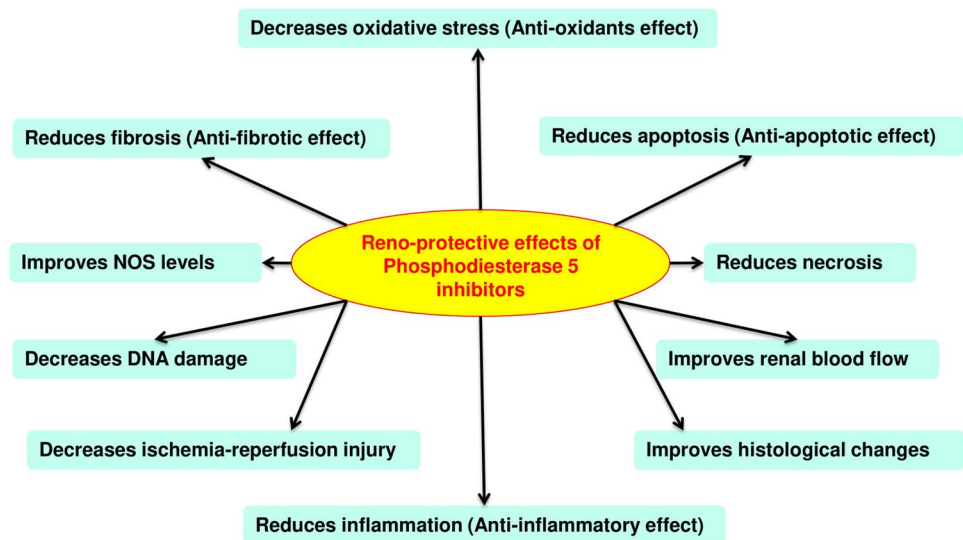 Decreases oxidative stress (Anti-oxidants effect)
Reduces fibrosis (Anti-fibrotic effect)
Reduces apoptosis (Anti-apoptotic effect)
Reno-protective effects of
Phosphodiesterase 5
inhibitors
Improves NOS levels
Reduces necrosis
Decreases DNA damage
Improves renal blood flow
Decreases ischemia-reperfusion injury
Improves histological changes
Reduces inflammation (Anti-inflammatory effect)